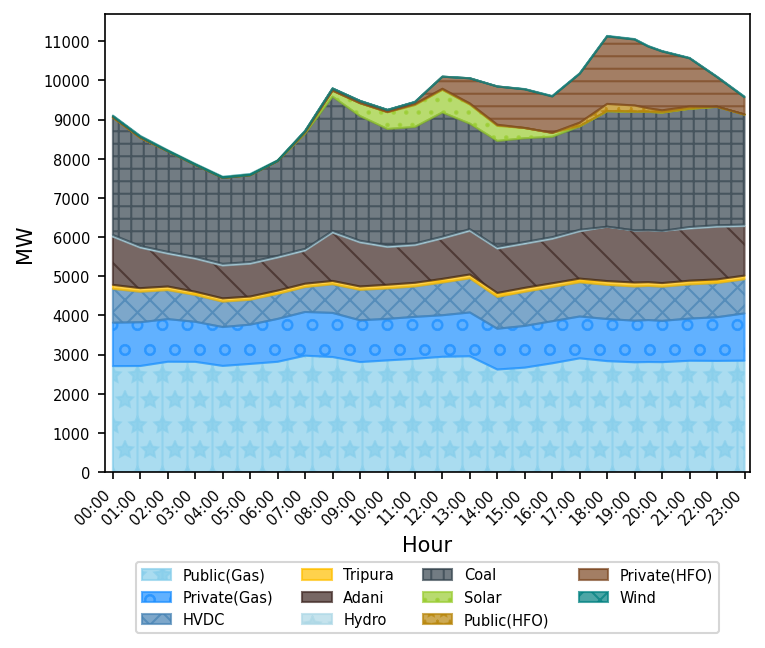 11000
10000
9000
8000
7000
6000
5000
4000
3000
2000
1000
0
MW
00:00 01:00 02:00 03:00 04:00 05:00 06:00 07:00 08:00 09:00 10:00 11:00 12:00 13:00 14:00 15:00 16:00 17:00 18:00 19:00 20:00 21:00 22:00 23:00
Hour
Public(Gas) Tripura Coal Private(HFO)
Private(Gas) Adani Solar Wind
HVDC Hydro Public(HFO)